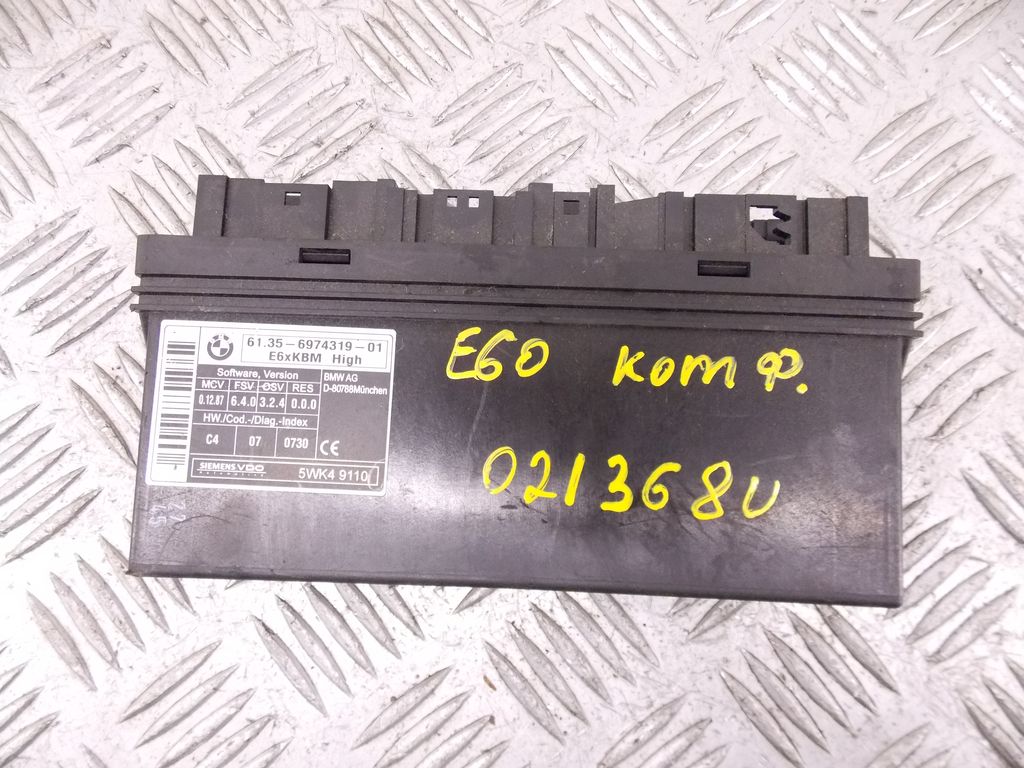 61.35 - 6974319 - 01
E6xKBM High
Software, Version
MCV FSV OSV RES
0.12.87 6.4.0 3.2.4 0.0.0
BMW AG
D-80788München
HW./Cod.-/Diag.-Index
C4 07 0730 CE
SIEMENS VDO
5WK4 9110
E60 комф.
021368U